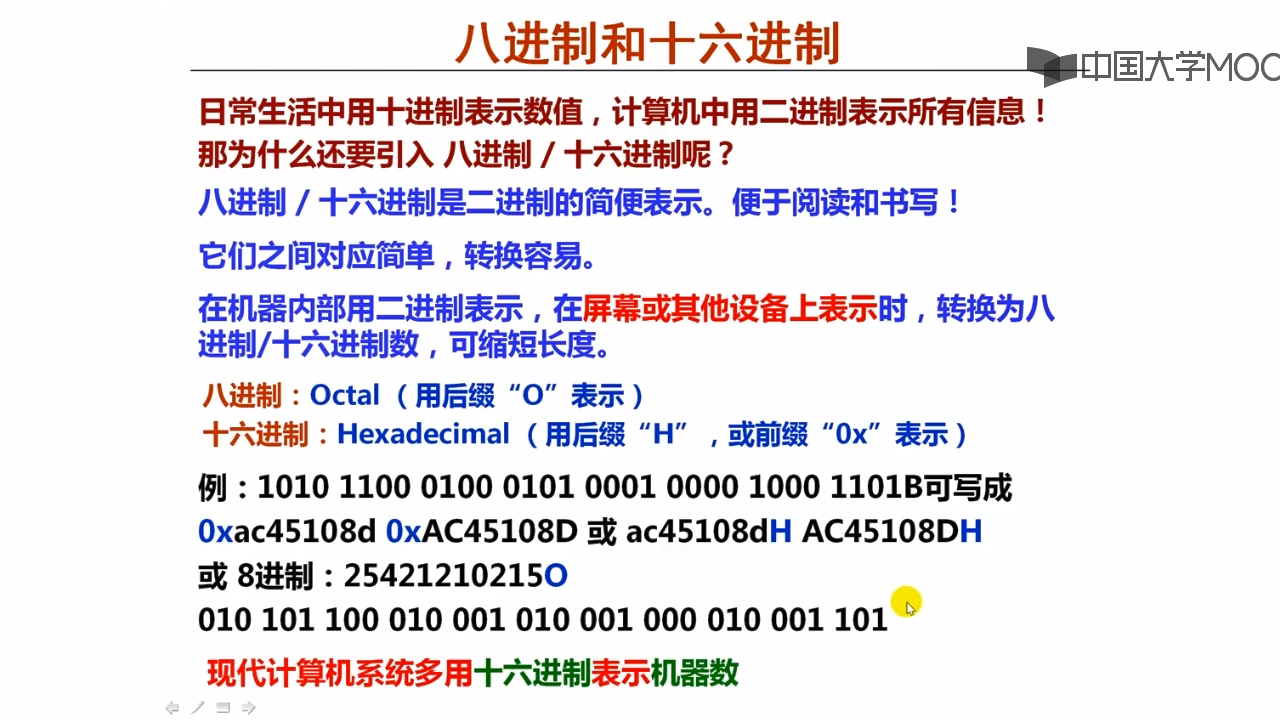 八进制和十六进制
中国大学MOO
日常生活中用十进制表示数值，计算机中用二进制表示所有信息！
那为什么还要引入 八进制 / 十六进制呢？
八进制 / 十六进制是二进制的简便表示。便于阅读和书写！
它们之间对应简单，转换容易。
在机器内部用二进制表示，在屏幕或其他设备上表示时，转换为八
进制/十六进制数，可缩短长度。
八进制：Octal （用后缀“O”表示）
十六进制：Hexadecimal （用后缀“H”，或前缀“0x”表示）
例：1010 1100 0100 0101 0001 0000 1000 1101B可写成
0xac45108d 0xAC45108D 或 ac45108dH AC45108DH
或 8进制：25421210215O
010 101 100 010 001 010 001 000 010 001 101
现代计算机系统多用十六进制表示机器数